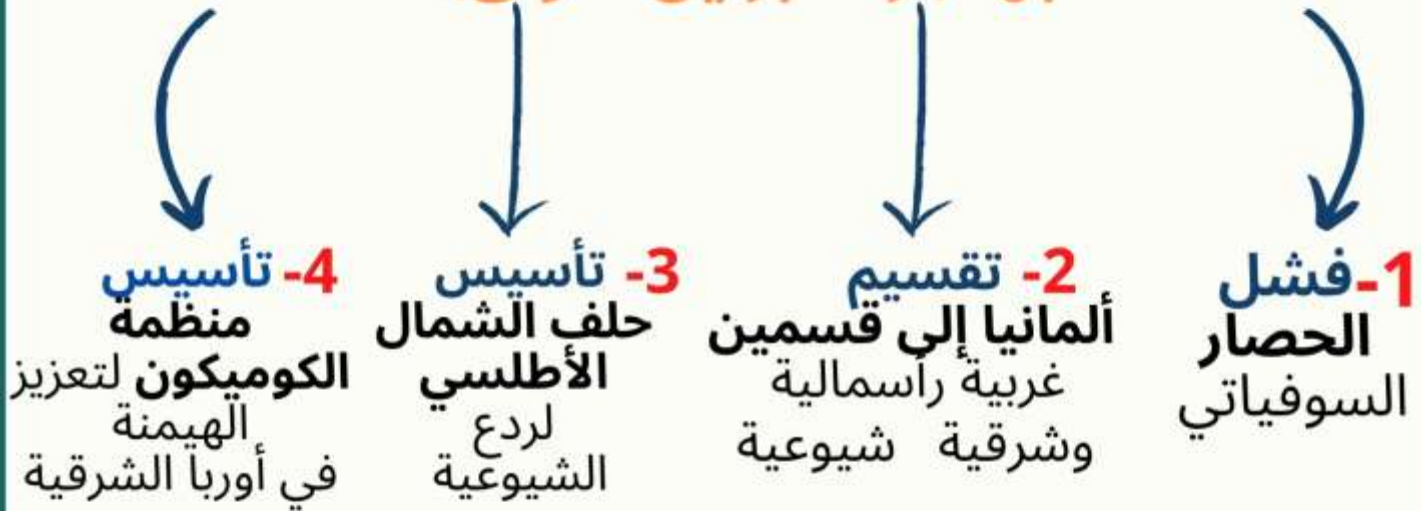 1- فشل
الحصار
السوفياتي
2- تقسيم
ألمانيا إلى قسمين
غربية رأسمالية
وشرقية شيوعية
3- تأسيس
حلف الشمال
الأطلسي
لردع
الشيوعية
4- تأسيس
منظمة
الكوميكون لتعزيز
الهيمنة
في أوربا الشرقية